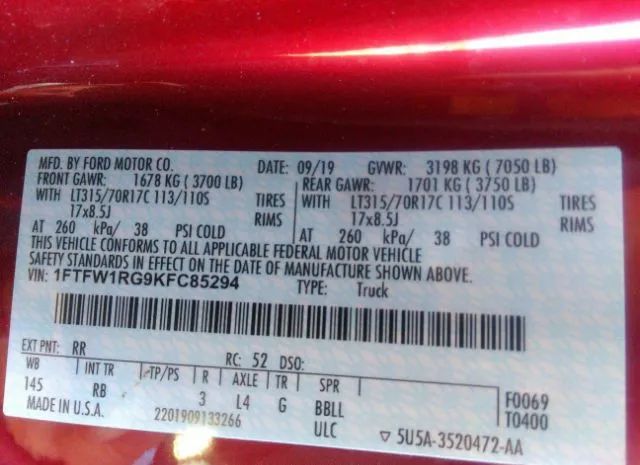 MFD. BY FORD MOTOR CO. DATE: 09/19 GVWR: 3198 KG ( 7050 LB)
FRONT GAWR: 1678 KG ( 3700 LB) REAR GAWR: 1701 KG ( 3750 LB)
WITH LT315/70R17C 113/110S TIRES WITH LT315/70R17C 113/110S TIRES
17x8.5J RIMS 17x8.5J RIMS
AT 260 kPa/ 38 PSI COLD AT 260 kPa/ 38 PSI COLD
THIS VEHICLE CONFORMS TO ALL APPLICABLE FEDERAL MOTOR VEHICLE
SAFETY STANDARDS IN EFFECT ON THE DATE OF MANUFACTURE SHOWN ABOVE.
VIN: 1FTFW1RG9KFC85294 TYPE: Truck
EXT PNT: RR RC: 52 DSO:
WB INT TR TP/PS R AXLE TR SPR
145 RB 3 L4 G BBLL F0069
MADE IN U.S.A. 2201909133266 ULC T0400
▽ 5U5A-3520472-AA